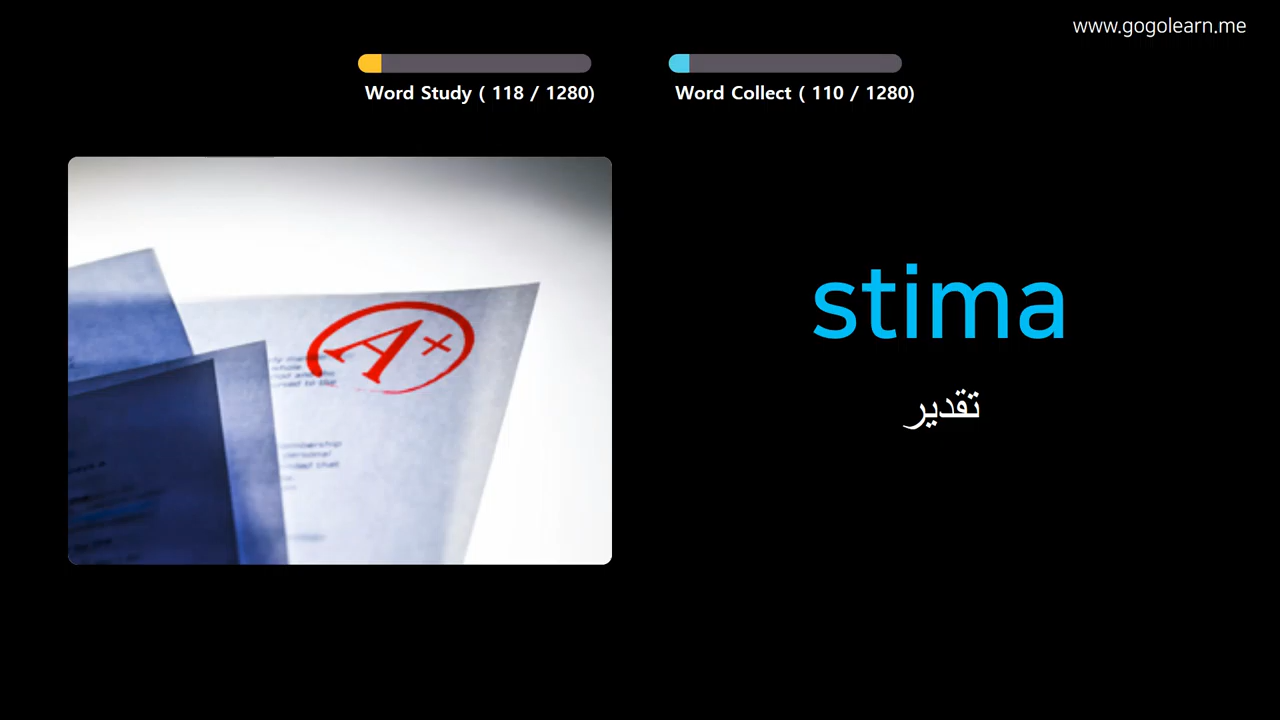 www.gogolearn.me
Word Study ( 118 / 1280)
Word Collect ( 110 / 1280)
A+
stima
تقدير